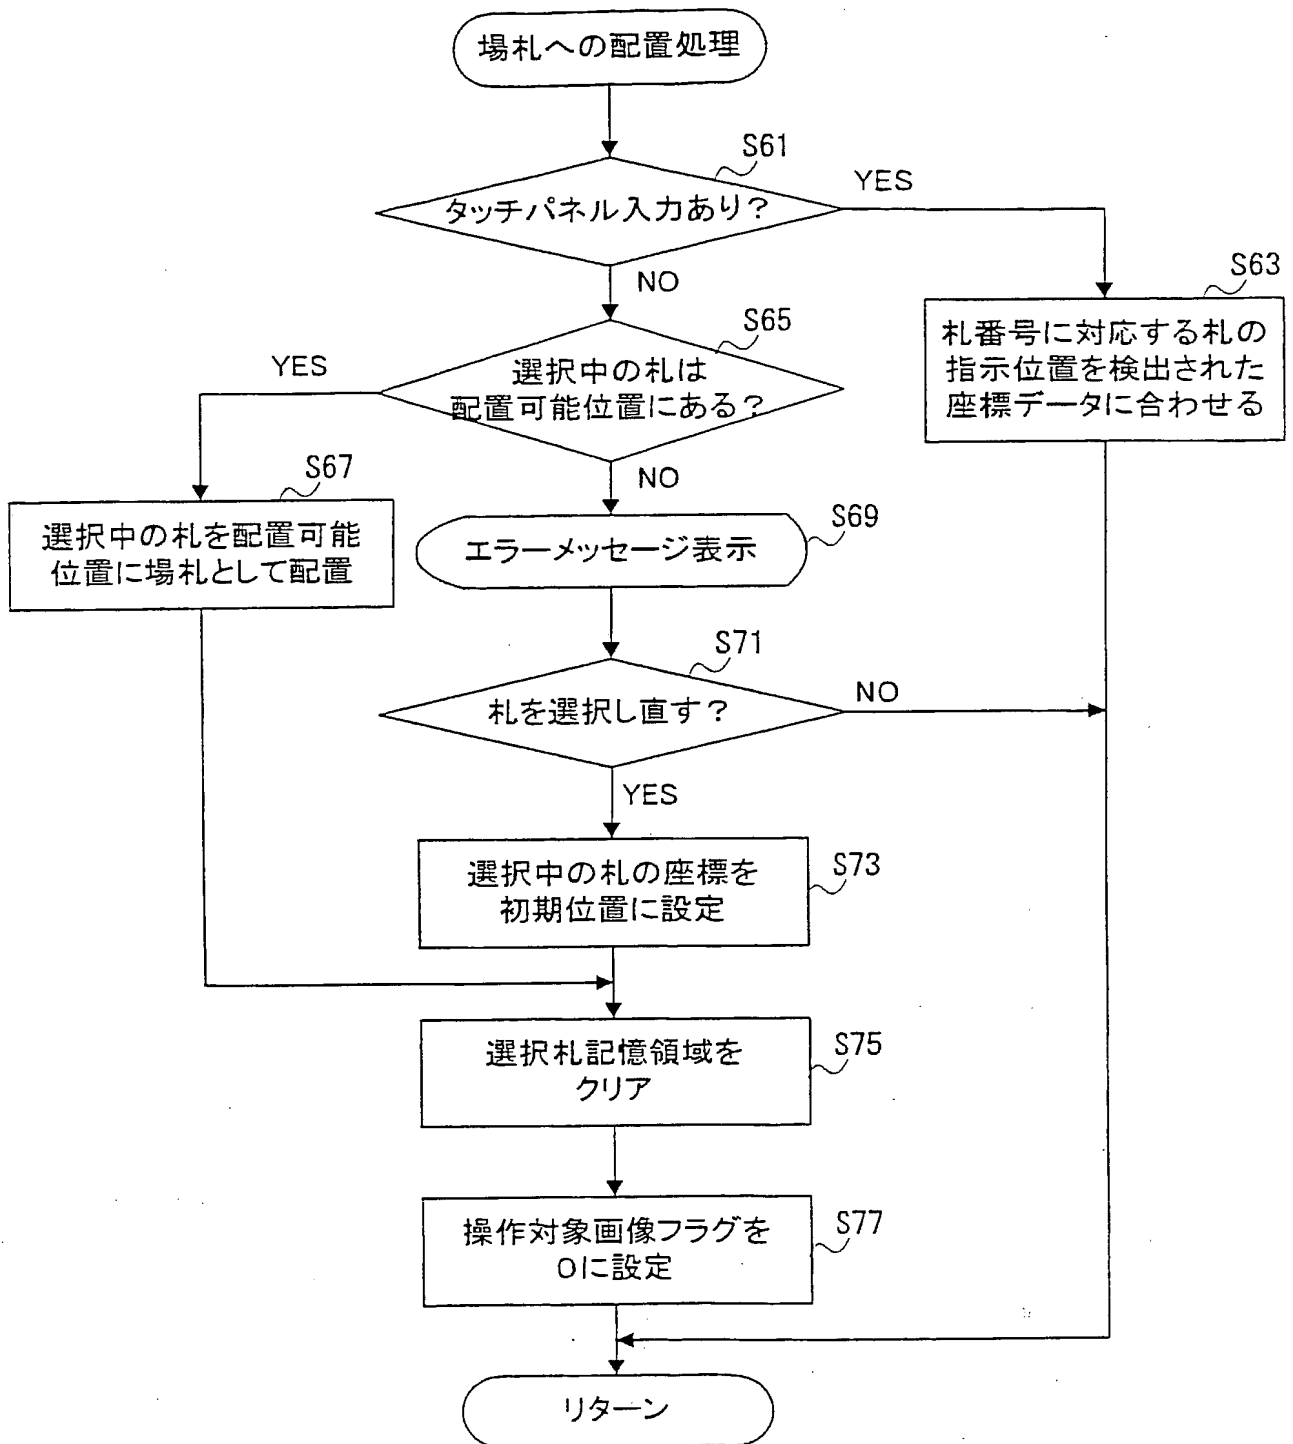 場札への配置処理
S61
タッチパネル入力あり？
YES
NO
S63
札番号に対応する札の
指示位置を検出された
座標データに合わせる
S65
選択中の札は
配置可能位置にある？
YES
NO
S67
選択中の札を配置可能
位置に場札として配置
S69
エラーメッセージ表示
S71
札を選択し直す？
NO
YES
S73
選択中の札の座標を
初期位置に設定
S75
選択札記憶領域を
クリア
S77
操作対象画像フラグを
0に設定
リターン